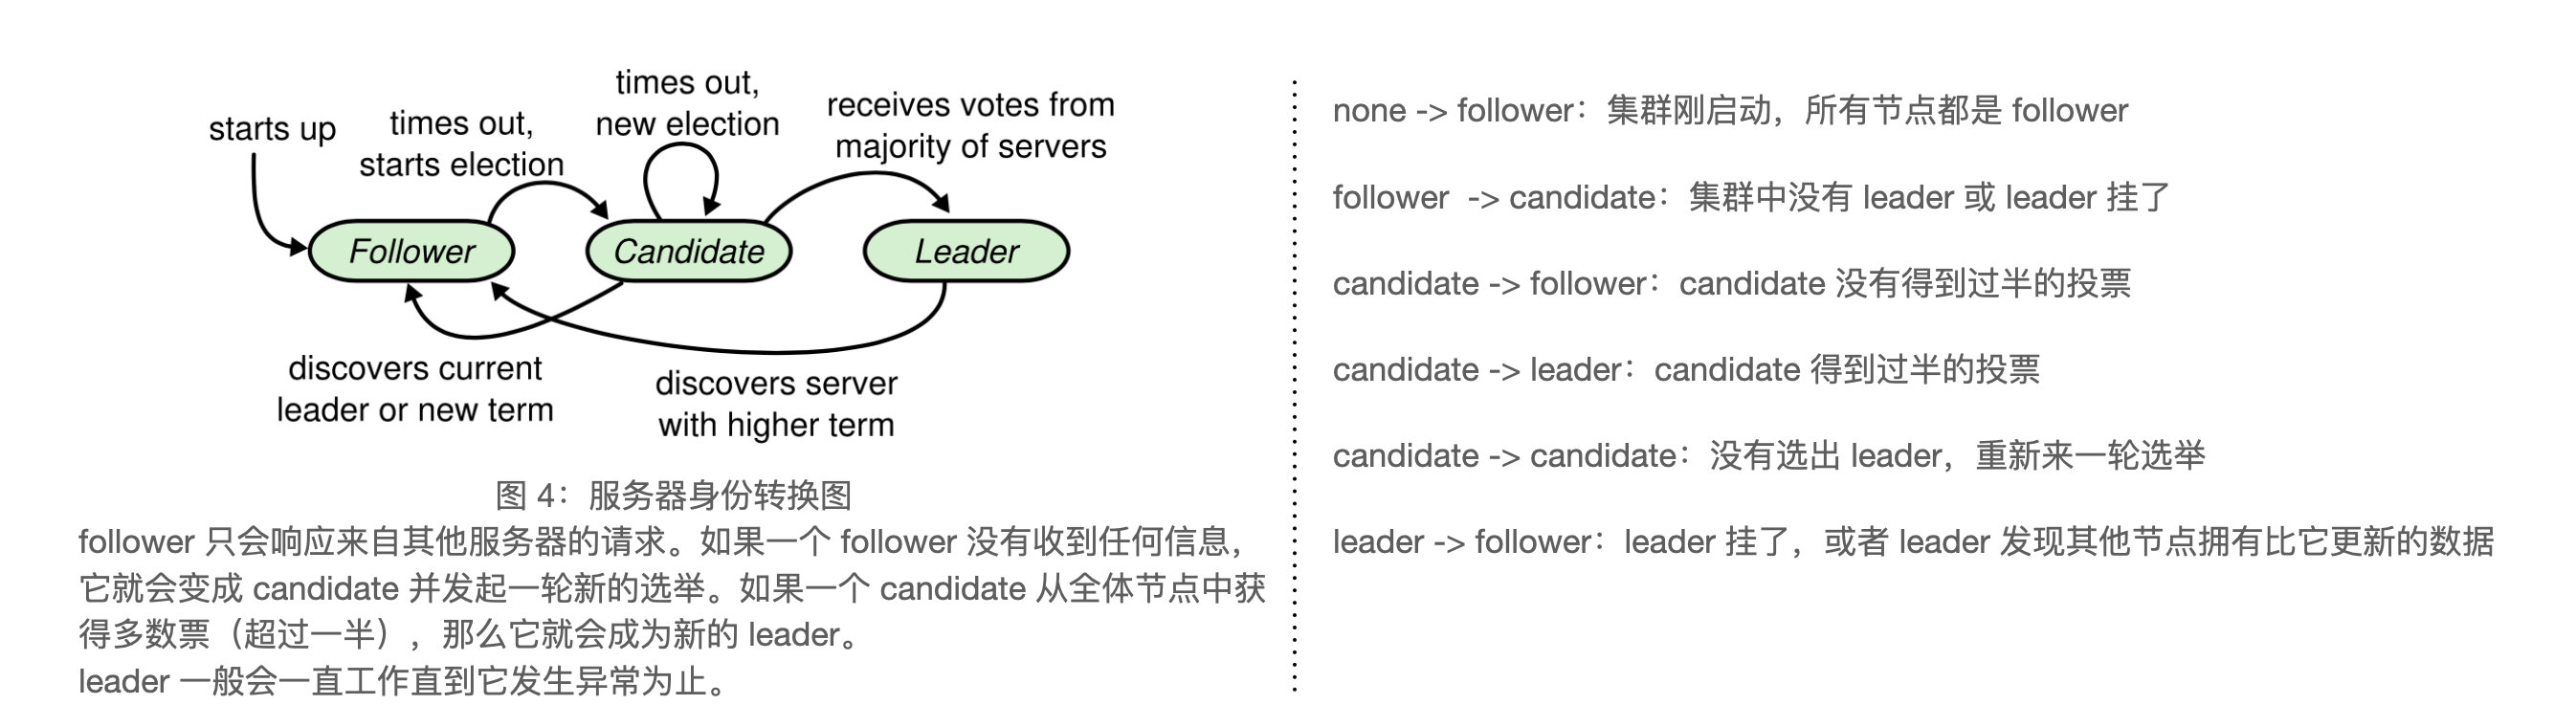 starts up
times out,
starts election
times out,
new election
receives votes from
majority of servers
Follower
Candidate
Leader
discovers current
leader or new term
discovers server
with higher term
图 4：服务器身份转换图
follower 只会响应来自其他服务器的请求。如果一个 follower 没有收到任何信息，
它就会变成 candidate 并发起一轮新的选举。如果一个 candidate 从全体节点中获
得多数票（超过一半），那么它就会成为新的 leader。
leader 一般会一直工作直到它发生异常为止。
none -> follower：集群刚启动，所有节点都是 follower
follower  -> candidate：集群中没有 leader 或 leader 挂了
candidate -> follower：candidate 没有得到过半的投票
candidate -> leader：candidate 得到过半的投票
candidate -> candidate：没有选出 leader，重新来一轮选举
leader -> follower：leader 挂了，或者 leader 发现其他节点拥有比它更新的数据